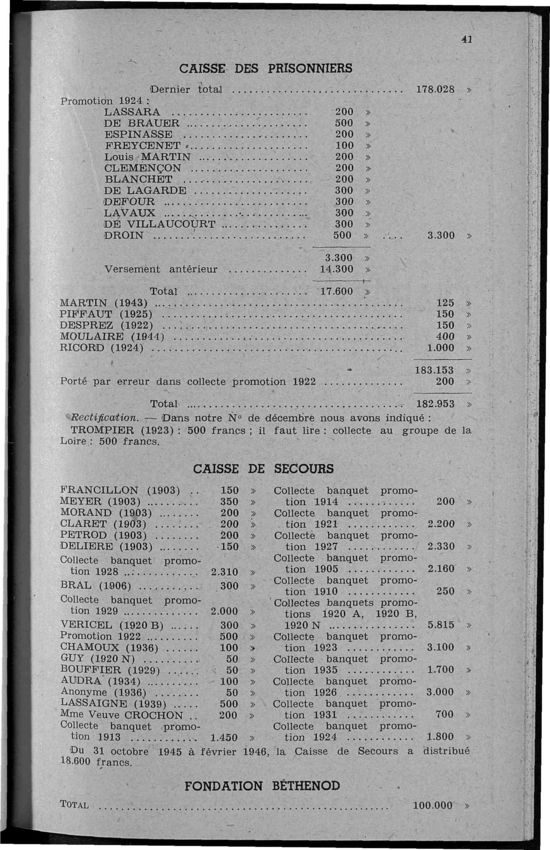 41
CAISSE DES PRISONNIERS
Dernier total .............................. 178.028 »
Promotion 1924 :
LASSARA ........................ 200 »
DE BRAUER ...................... 500 »
ESPINASSE ...................... 200 »
FREYCENET ...................... 100 »
Louis MARTIN ................... 200 »
CLEMENÇON ...................... 200 »
BLANCHET ....................... 200 »
DE LAGARDE ..................... 300 »
DEFOUR ......................... 300 »
LAVAUX ......................... 300 »
DE VILLAUCOURT ................ 300 »
DROIN .......................... 500 » ..... 3.300 »
3.300 »
Versement antérieur .............. 14.300 »
Total ...................... 17.600 »
MARTIN (1943) ........................................... 125 »
PIFFAUT (1925) .......................................... 150 »
DESPREZ (1922) .......................................... 150 »
MOULAIRE (1944) ......................................... 400 »
RICORD (1924) ........................................... 1.000 »
183.153 »
Porté par erreur dans collecte promotion 1922 .............. 200 »
Total ...................................... 182.953 »
Rectification. — Dans notre N° de décembre nous avons indiqué :
TROMPIER (1923) : 500 francs ; il faut lire : collecte au groupe de la
Loire : 500 francs.
CAISSE DE SECOURS
FRANCILLON (1903) .. 150 »
MEYER (1903) ......... 350 »
MORAND (1903) ........ 200 »
CLARET (1903) ........ 200 »
PETROD (1903) ........ 200 »
DELIERE (1903) ........ 150 »
Collecte banquet promo-
tion 1928 ............. 2.310 »
BRAL (1906) ........... 300 »
Collecte banquet promo-
tion 1929 ............. 2.000 »
VERICEL (1920 B) ..... 300 »
Promotion 1922 ......... 500 »
CHAMOUX (1936) ...... 100 »
GUY (1920 N) .......... 50 »
BOUFFIER (1929) ...... 50 »
AUDRA (1934) ......... 100 »
Anonyme (1936) ........ 50 »
LASSAIGNE (1939) ..... 500 »
Mme Veuve CROCHON .. 200 »
Collecte banquet promo-
tion 1913 ............ 1.450 »
Collecte banquet promo-
tion 1914 ............ 200 »
Collecte banquet promo-
tion 1921 ............ 2.200 »
Collecte banquet promo-
tion 1927 ............ 2.330 »
Collecte banquet promo-
tion 1905 ............ 2.160 »
Collecte banquet promo-
tion 1910 ............ 250 »
Collectes banquets promo-
tions 1920 A, 1920 B,
1920 N ............... 5.815 »
Collecte banquet promo-
tion 1923 ............ 3.100 »
Collecte banquet promo-
tion 1935 ............ 1.700 »
Collecte banquet promo-
tion 1926 ............ 3.000 »
Collecte banquet promo-
tion 1931 ............ 700 »
Collecte banquet promo-
tion 1924 ............ 1.800 »
Du 31 octobre 1945 à février 1946, la Caisse de Secours a distribué
18.600 francs.
FONDATION BÉTHENOD
TOTAL .................................................. 100.000 »